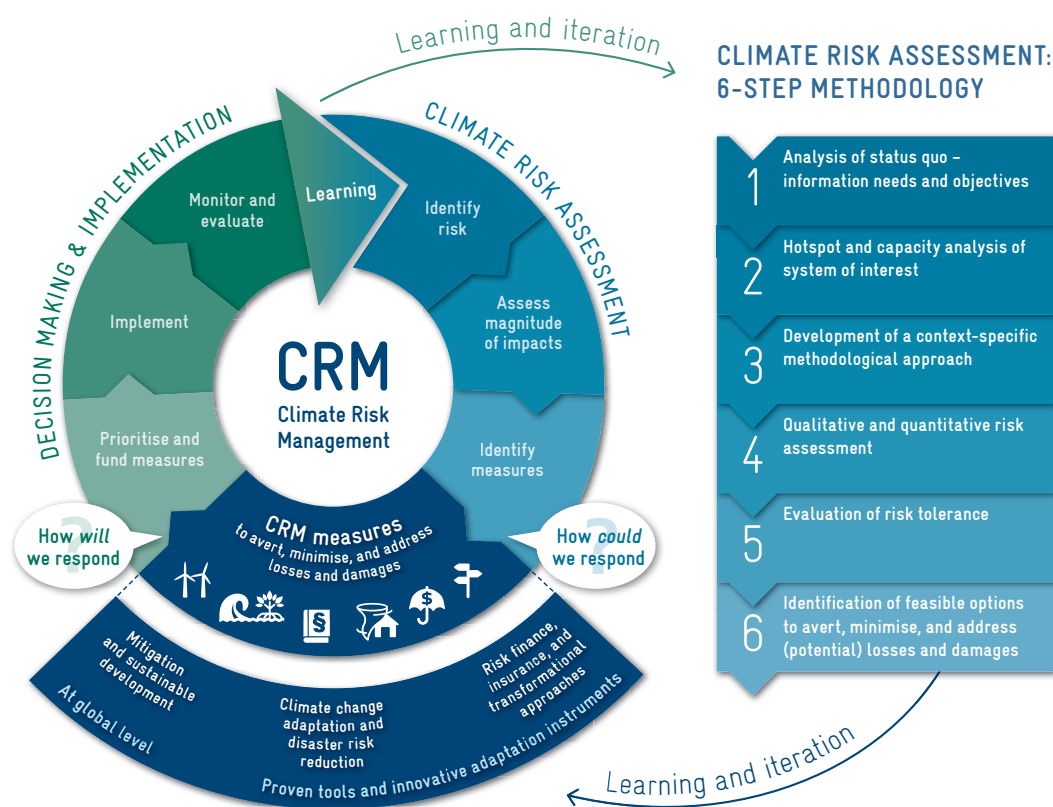 Learning and iteration
CLIMATE RISK ASSESSMENT:
6-STEP METHODOLOGY
DECISION MAKING & IMPLEMENTATION
CLIMATE RISK ASSESSMENT
Learning
Monitor and
evaluate
Identify
risk
Implement
Assess
magnitude
of impacts
CRM
Climate Risk
Management
Prioritise and
fund measures
Identify
measures
?
How will
we respond
?
How could
we respond
CRM measures
to avert, minimise, and address
losses and damages
§
$
Mitigation
and sustainable
development
At global level
Climate change
adaptation and
disaster risk
reduction
Risk finance,
insurance, and
transformational
approaches
Proven tools and innovative adaptation instruments
1
Analysis of status quo –
information needs and objectives
2
Hotspot and capacity analysis of
system of interest
3
Development of a context-specific
methodological approach
4
Qualitative and quantitative risk
assessment
5
Evaluation of risk tolerance
6
Identification of feasible options
to avert, minimise, and address
(potential) losses and damages
Learning and iteration